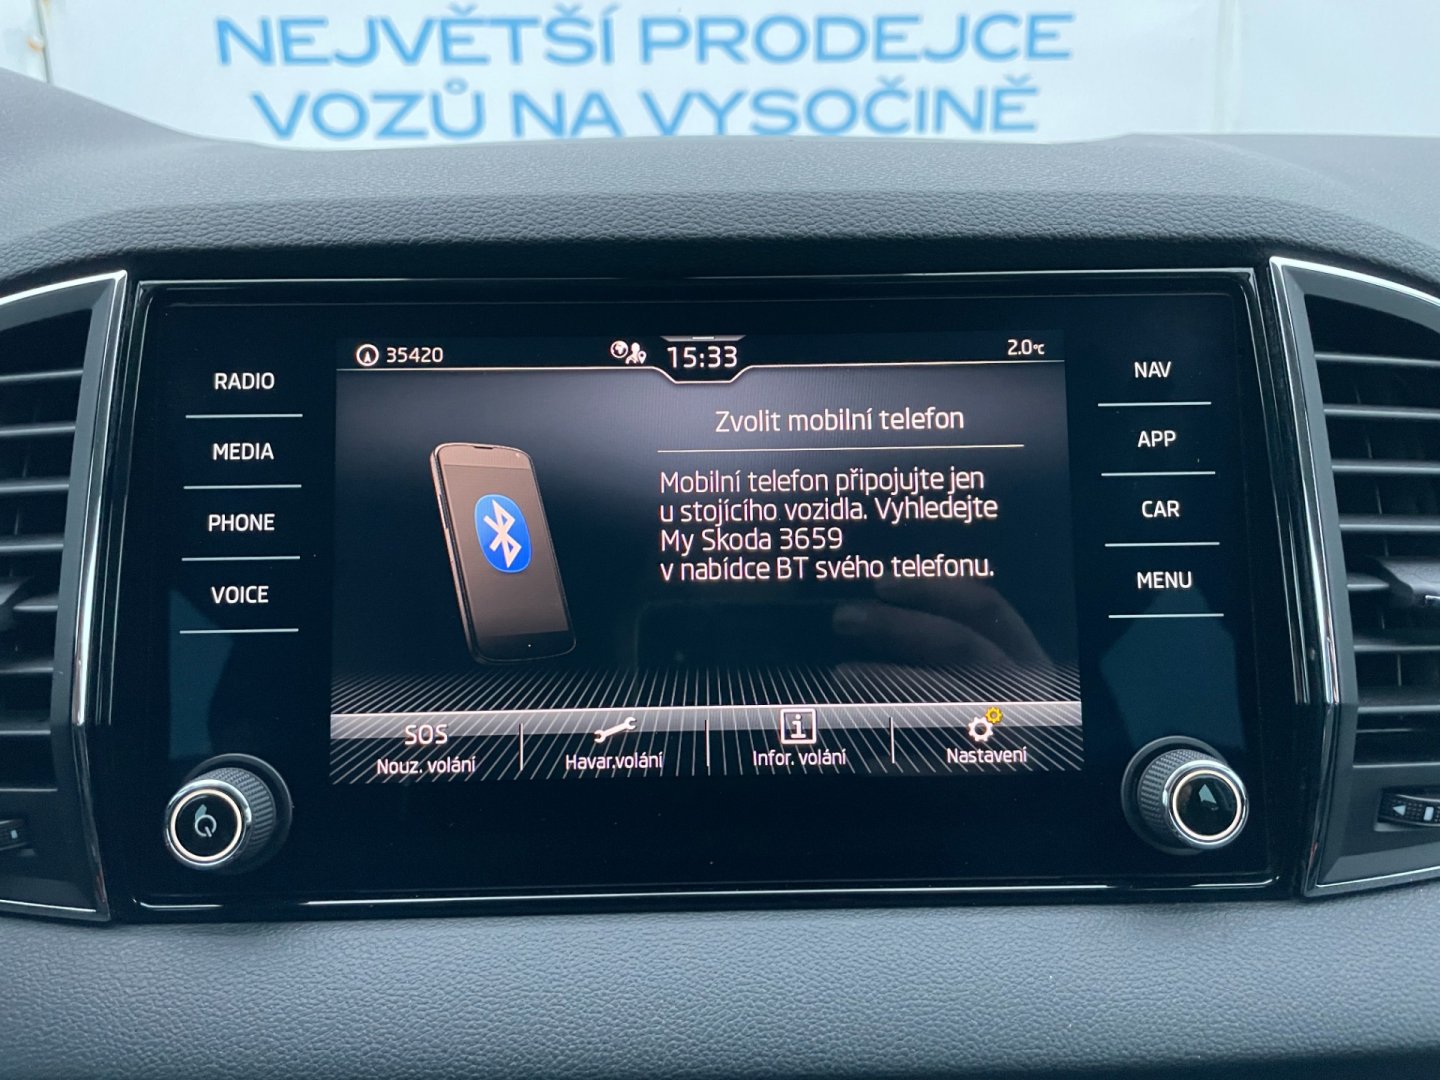 NEJVĚTŠÍ PRODEJCE
VOZŮ NA VYSOČINĚ
35420
15:33
2.0°C
RADIO
MEDIA
PHONE
VOICE
Zvolit mobilní telefon
Mobilní telefon připojujte jen
u stojícího vozidla. Vyhledejte
My Skoda 3659
v nabídce BT svého telefonu.
NAV
APP
CAR
MENU
SOS
Nouz. volání
Havar.volání
i
Infor. volání
Nastavení